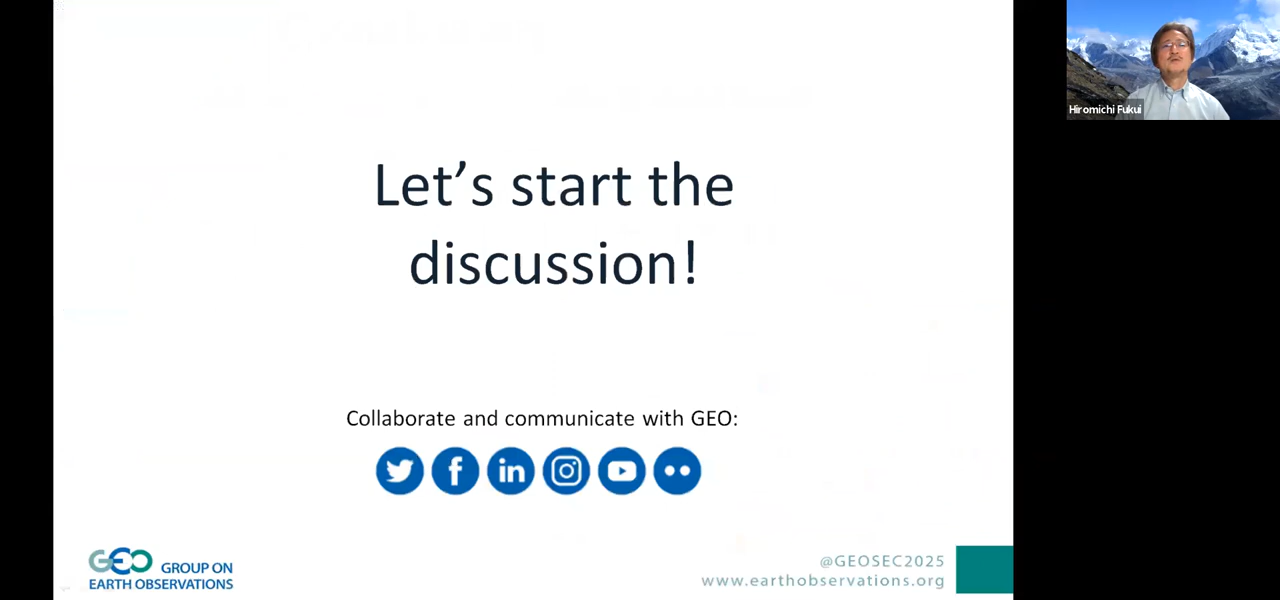 Let's start the
discussion!
Collaborate and communicate with GEO:
GEO GROUP ON
EARTH OBSERVATIONS
@GEOSEC2025
www.earthobservations.org
Hiromichi Fukui